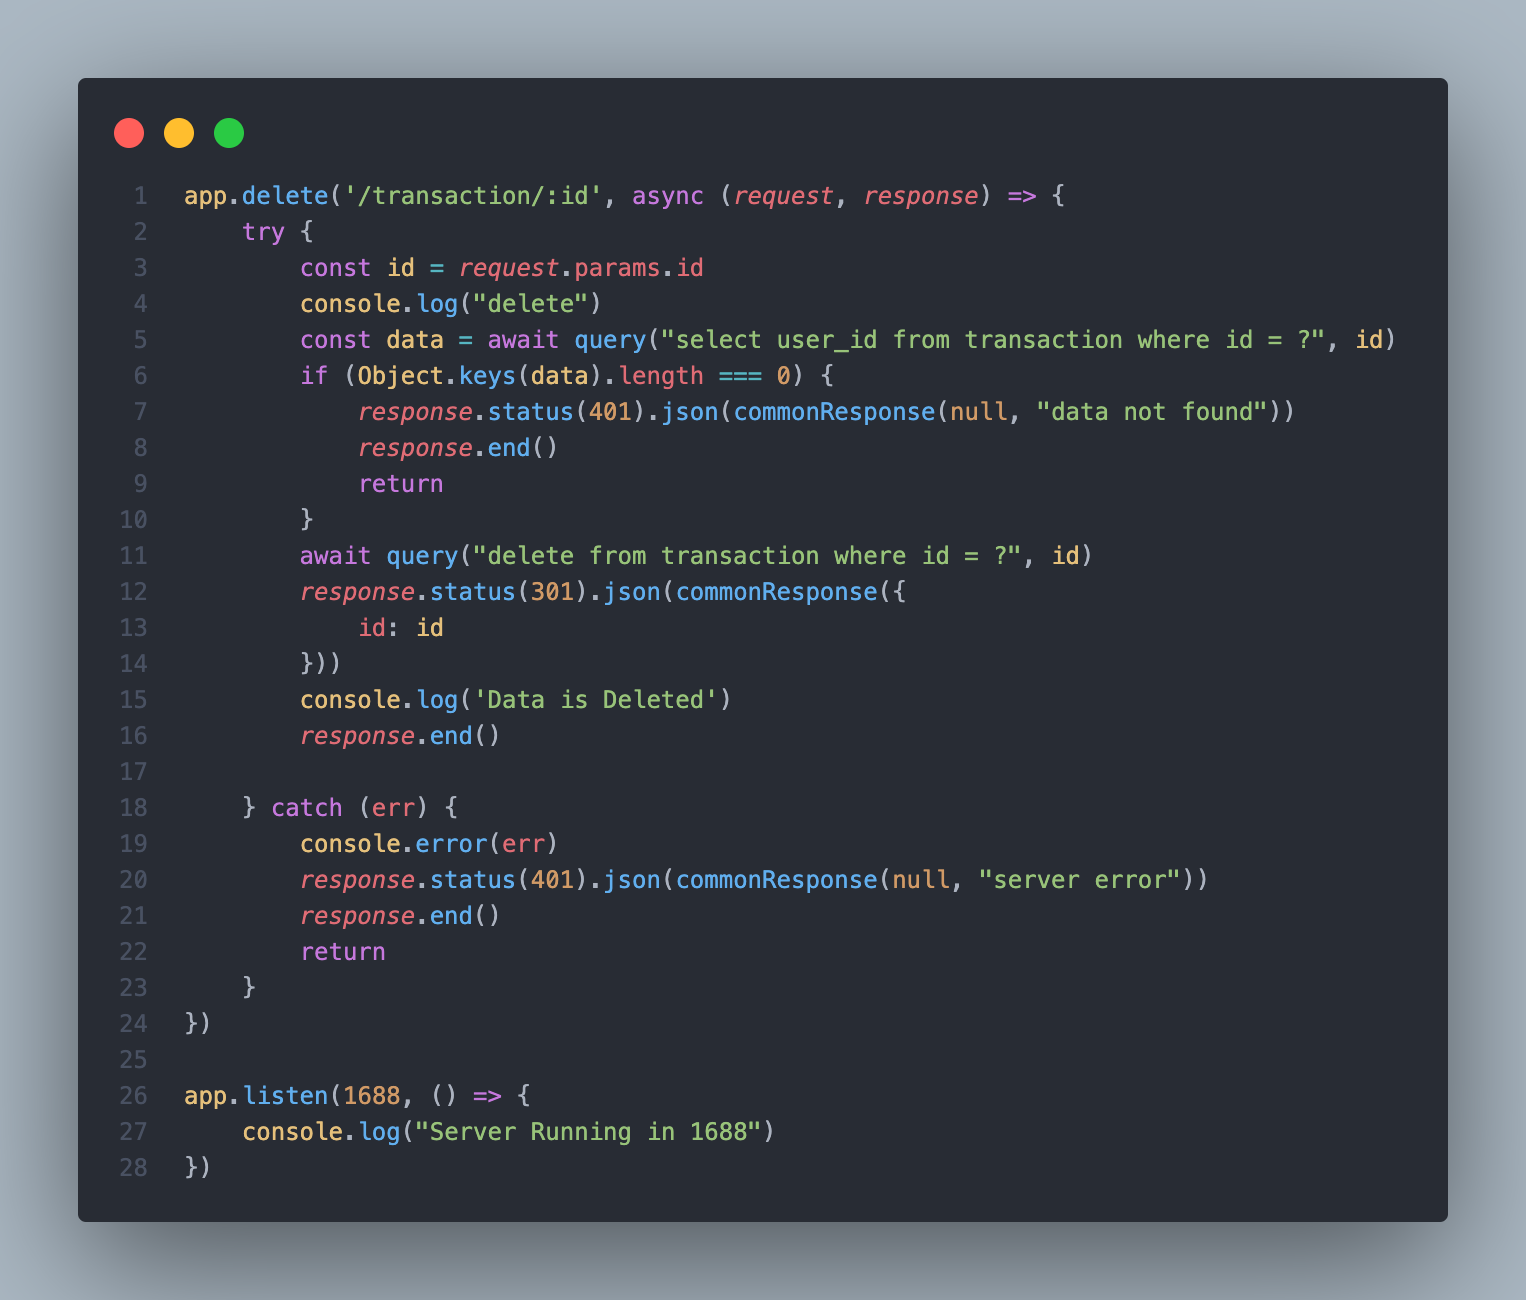 1 app.delete('/transaction/:id', async (request, response) => {
2     try {
3         const id = request.params.id
4         console.log("delete")
5         const data = await query("select user_id from transaction where id = ?", id)
6         if (Object.keys(data).length === 0) {
7             response.status(401).json(commonResponse(null, "data not found"))
8             response.end()
9             return
10         }
11         await query("delete from transaction where id = ?", id)
12         response.status(301).json(commonResponse({
13             id: id
14         }))
15         console.log('Data is Deleted')
16         response.end()
17
18     } catch (err) {
19         console.error(err)
20         response.status(401).json(commonResponse(null, "server error"))
21         response.end()
22         return
23     }
24 })
25
26 app.listen(1688, () => {
27     console.log("Server Running in 1688")
28 })